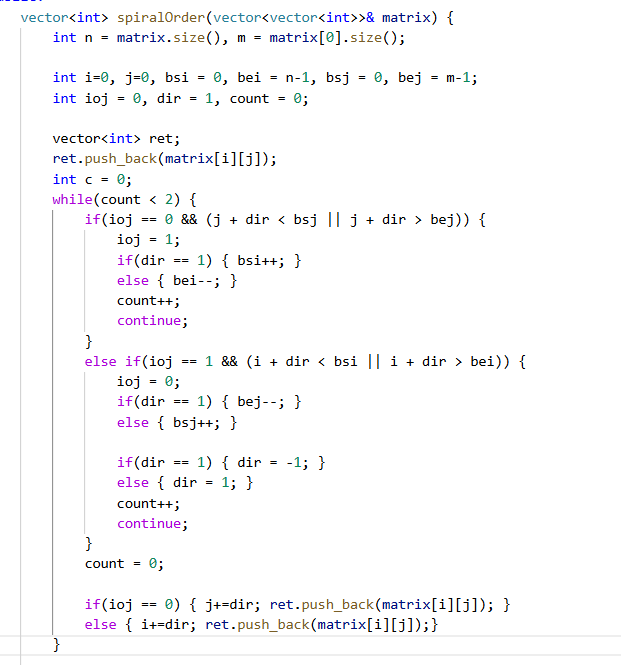 vector<int> spiralOrder(vector<vector<int>>& matrix) {
    int n = matrix.size(), m = matrix[0].size();

    int i=0, j=0, bsi = 0, bei = n-1, bsj = 0, bej = m-1;
    int ioj = 0, dir = 1, count = 0;

    vector<int> ret;
    ret.push_back(matrix[i][j]);
    int c = 0;
    while(count < 2) {
        if(ioj == 0 && (j + dir < bsj || j + dir > bej)) {
            ioj = 1;
            if(dir == 1) { bsi++; }
            else { bei--; }
            count++;
            continue;
        }
        else if(ioj == 1 && (i + dir < bsi || i + dir > bei)) {
            ioj = 0;
            if(dir == 1) { bej--; }
            else { bsj++; }

            if(dir == 1) { dir = -1; }
            else { dir = 1; }
            count++;
            continue;
        }
        count = 0;

        if(ioj == 0) { j+=dir; ret.push_back(matrix[i][j]); }
        else { i+=dir; ret.push_back(matrix[i][j]);}
    }